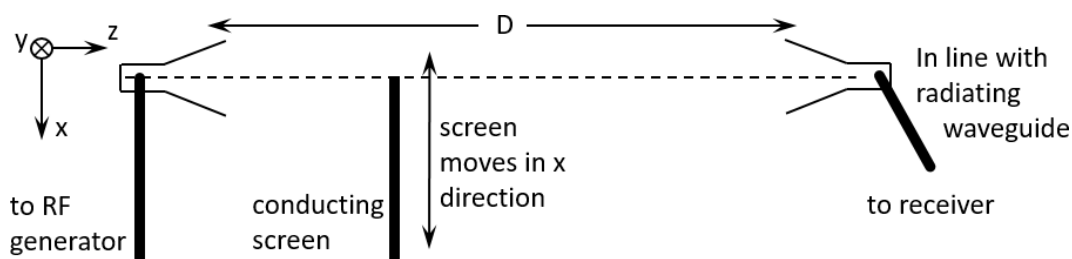 D
y
z
x
In line with
radiating
waveguide
screen
moves in x
direction
to RF
generator
conducting
screen
to receiver